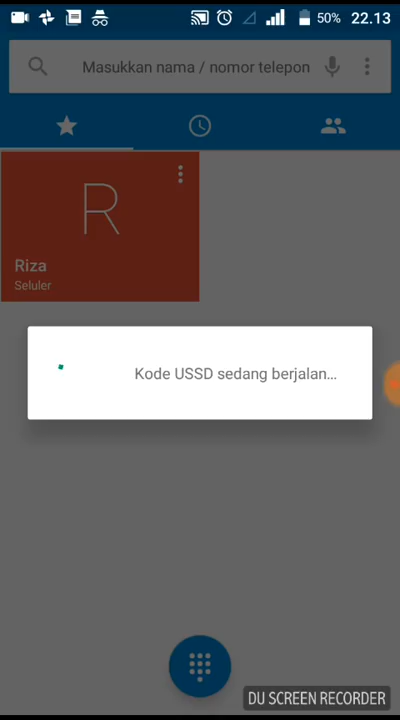 50% 22.13
Masukkan nama / nomor telepon
R
Riza
Seluler
Kode USSD sedang berjalan...
DU SCREEN RECORDER